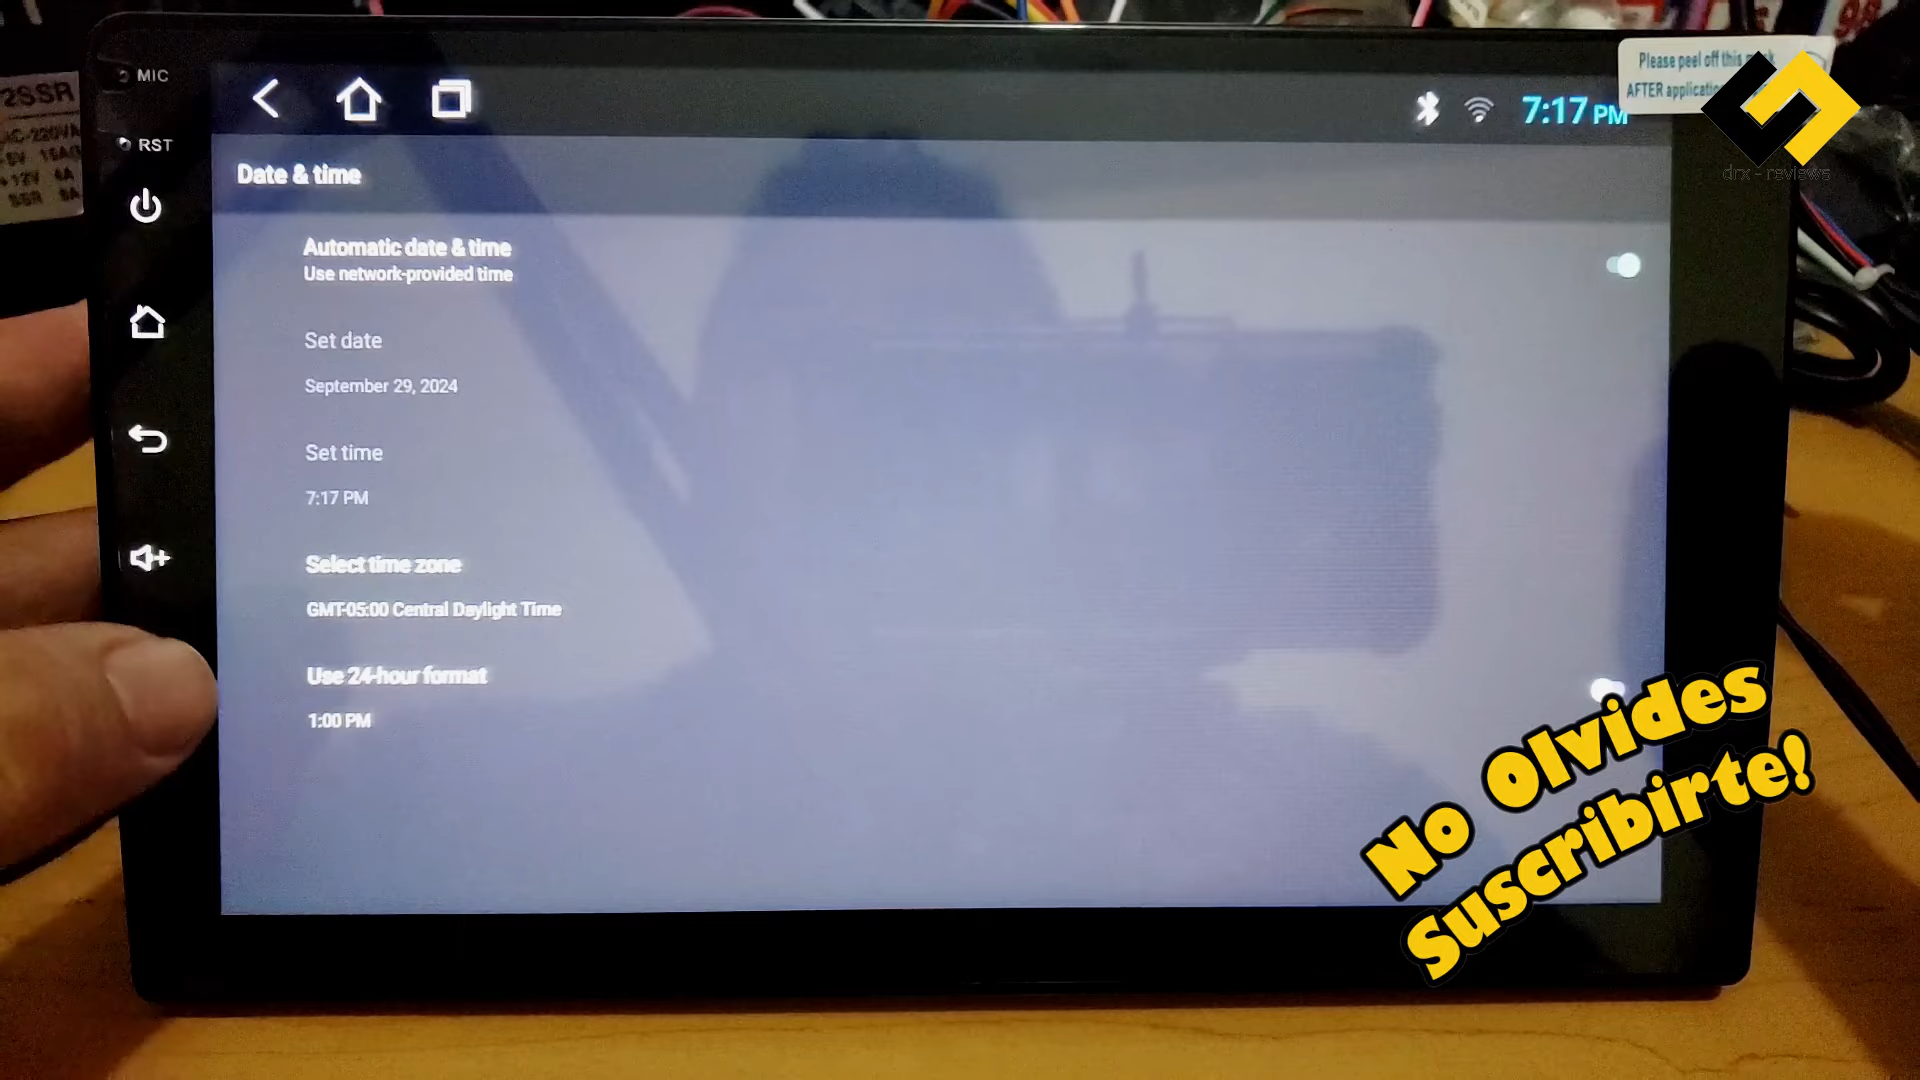 MIC
RST
2SSR
7:17 PM
Please peel off this
AFTER
drx - reviews
Date & time
Automatic date & time
Use network-provided time
Set date
September 29, 2024
Set time
7:17 PM
Select time zone
GMT-05:00 Central Daylight Time
Use 24-hour format
1:00 PM
No Olvides
Suscribirte!